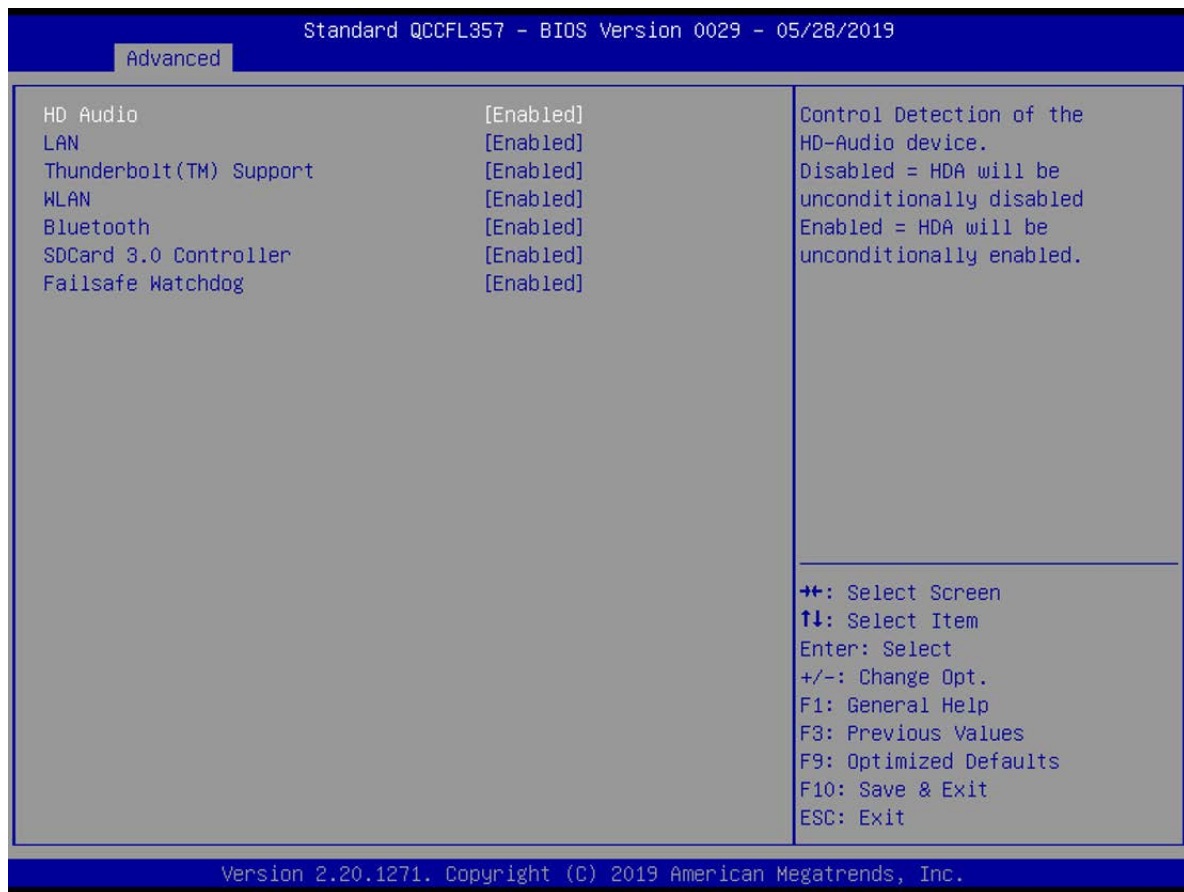 Standard QCCFL357 - BIOS Version 0029 - 05/28/2019
Advanced
HD Audio [Enabled]
LAN [Enabled]
Thunderbolt(TM) Support [Enabled]
WLAN [Enabled]
Bluetooth [Enabled]
SDCard 3.0 Controller [Enabled]
Failsafe Watchdog [Enabled]
Control Detection of the
HD-Audio device.
Disabled = HDA will be
unconditionally disabled
Enabled = HDA will be
unconditionally enabled.
→←: Select Screen
↑↓: Select Item
Enter: Select
+/-: Change Opt.
F1: General Help
F3: Previous Values
F9: Optimized Defaults
F10: Save & Exit
ESC: Exit
Version 2.20.1271. Copyright (C) 2019 American Megatrends, Inc.